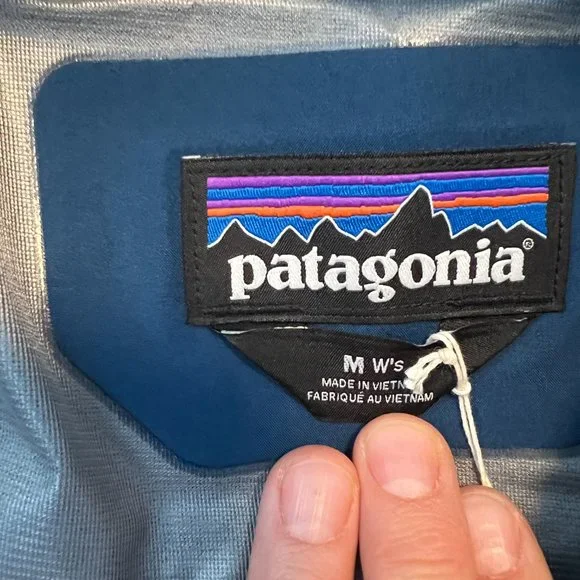 patagonia®
M W's
MADE IN VIETNAM
FABRIQUÉ AU VIETNAM